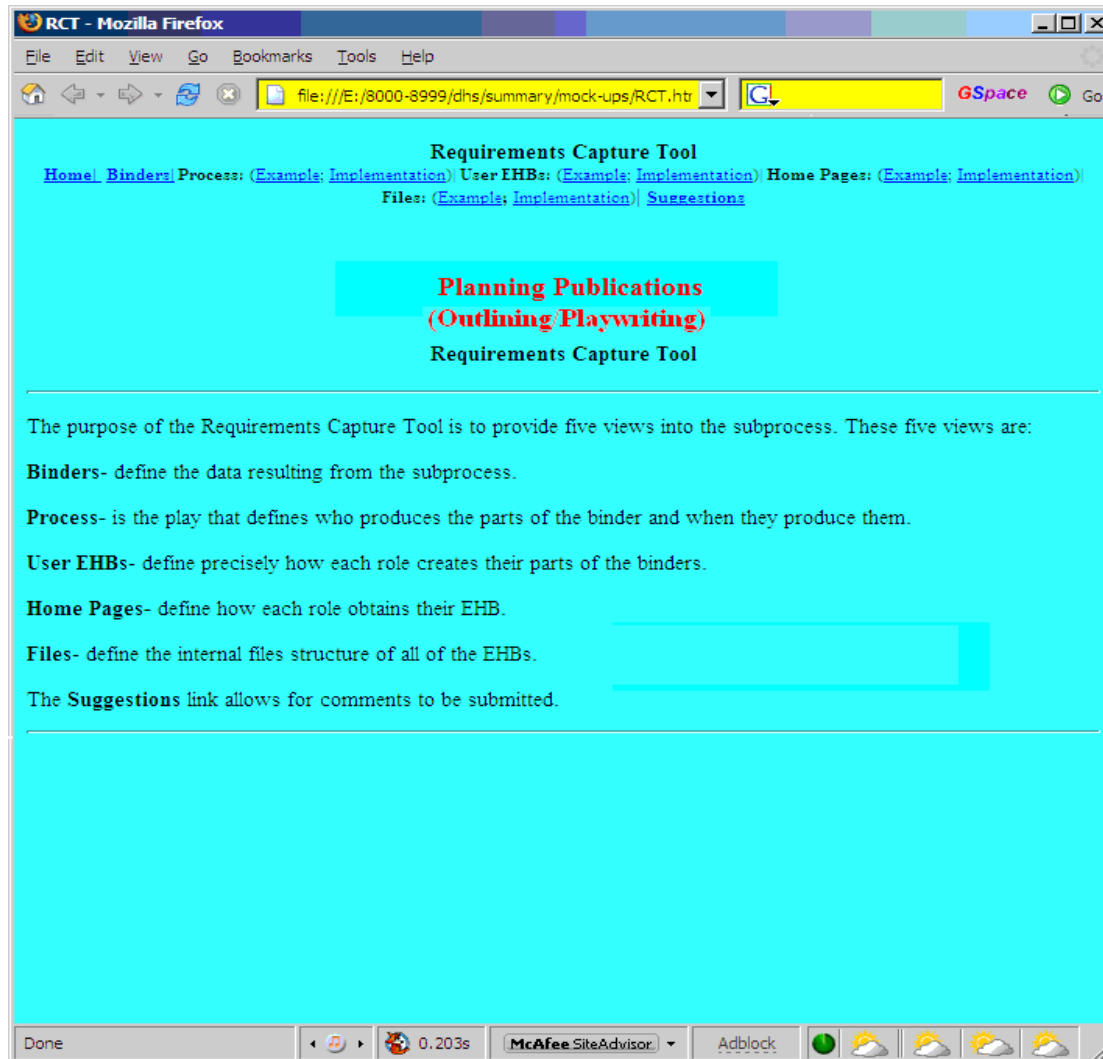 RCT - Mozilla Firefox
File Edit View Go Bookmarks Tools Help
file:///E:/8000-8999/dhs/summary/mock-ups/RCT.htr G GSpace Go
Requirements Capture Tool
Home| Binders| Process: (Example; Implementation)| User EHBs: (Example; Implementation)| Home Pages: (Example; Implementation)|
Files: (Example; Implementation)| Suggestions
Planning Publications
(Outlining/Playwriting)
Requirements Capture Tool
The purpose of the Requirements Capture Tool is to provide five views into the subprocess. These five views are:
Binders- define the data resulting from the subprocess.
Process- is the play that defines who produces the parts of the binder and when they produce them.
User EHBs- define precisely how each role creates their parts of the binders.
Home Pages- define how each role obtains their EHB.
Files- define the internal files structure of all of the EHBs.
The Suggestions link allows for comments to be submitted.
Done 0.203s McAfee SiteAdvisor Adblock